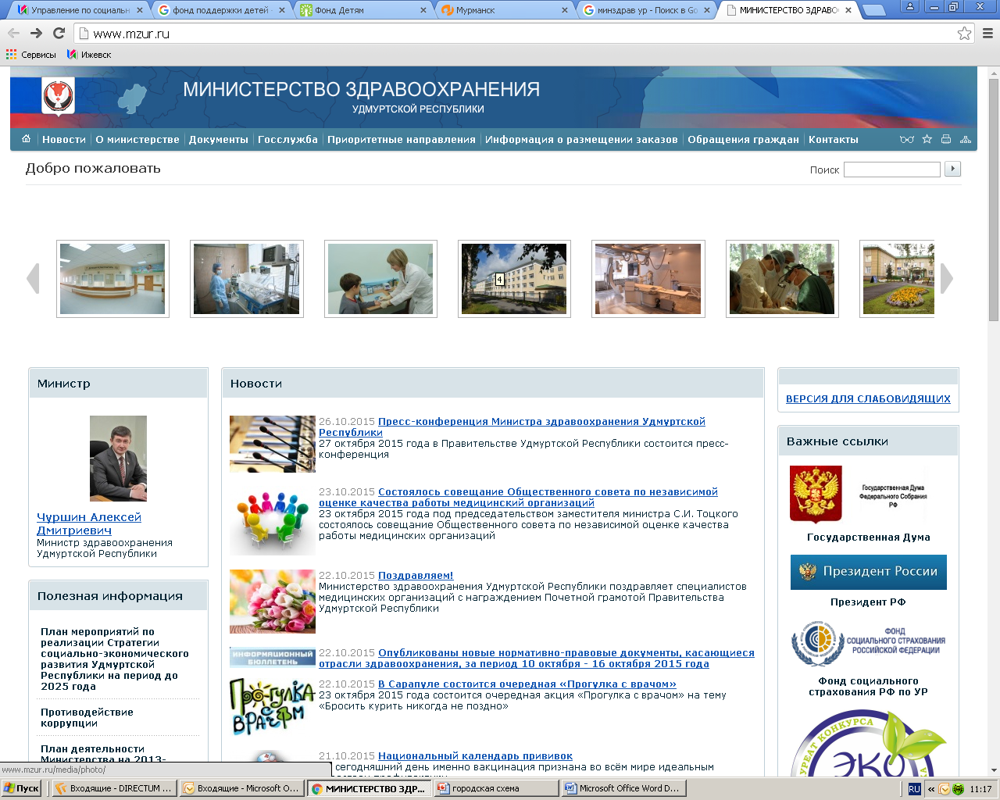 Управление по социальн
фонд поддержки детей
Фонд Детям
Мурманск
минздрав ур - Поиск в Go
МИНИСТЕРСТВО ЗДРАВО
www.mzur.ru
Сервисы
Ижевск
МИНИСТЕРСТВО ЗДРАВООХРАНЕНИЯ
УДМУРТСКОЙ РЕСПУБЛИКИ
Новости О министерстве Документы Госслужба Приоритетные направления Информация о размещении заказов Обращения граждан Контакты
Добро пожаловать
Поиск
4
Министр
Чуршин Алексей
Дмитриевич
Министр здравоохранения
Удмуртской Республики
Полезная информация
План мероприятий по
реализации Стратегии
социально-экономического
развития Удмуртской
Республики на период до
2025 года
Противодействие
коррупции
План деятельности
Министерства на 2013-
Новости
26.10.2015 Пресс-конференция Министра здравоохранения Удмуртской
Республики
27 октября 2015 года в Правительстве Удмуртской Республики состоится пресс-
конференция
23.10.2015 Состоялось совещание Общественного совета по независимой
оценке качества работы медицинский организаций
23 октября 2015 года под председательством заместителя министра С.И. Тоцкого
состоялось совещание Общественного совета по независимой оценке качества
работы медицинских организаций
22.10.2015 Поздравляем!
Министерство здравоохранения Удмуртской Республики поздравляет специалистов
медицинских организаций с награждением Почетной грамотой Правительства
Удмуртской Республики
ИНФОРМАЦИОННЫЙ
БЮЛЛЕТЕНЬ
22.10.2015 Опубликованы новые нормативно-правовые документы, касающиеся
отрасли здравоохранения, за период 10 октября - 16 октября 2015 года
ПРОГУЛКА
С
ВРАЧОМ
22.10.2015 В Сарапуле состоится очередная «Прогулка с врачом»
23 октября 2015 года состоится очередная акция «Прогулка с врачом» на тему
«Бросить курить никогда не поздно»
21.10.2015 Национальный календарь прививок
сегодняшний день именно вакцинация признана во всём мире идеальным
ВЕРСИЯ ДЛЯ СЛАБОВИДЯЩИХ
Важные ссылки
Государственная Дума
Федерального Собрания
РФ
Государственная Дума
Президент России
Президент РФ
ФОНД
СОЦИАЛЬНОГО СТРАХОВАНИЯ
РОССИЙСКОЙ ФЕДЕРАЦИИ
Фонд социального
страхования РФ по УР
УРЕАТ КОНКУРСА
ЭКО
www.mzur.ru/media/photo/
Пуск
Входящие - DIRECTUM ...
Входящие - Microsoft O...
МИНИСТЕРСТВО ЗДР...
городская схема
Microsoft Office Word D...
RU
«
11:17